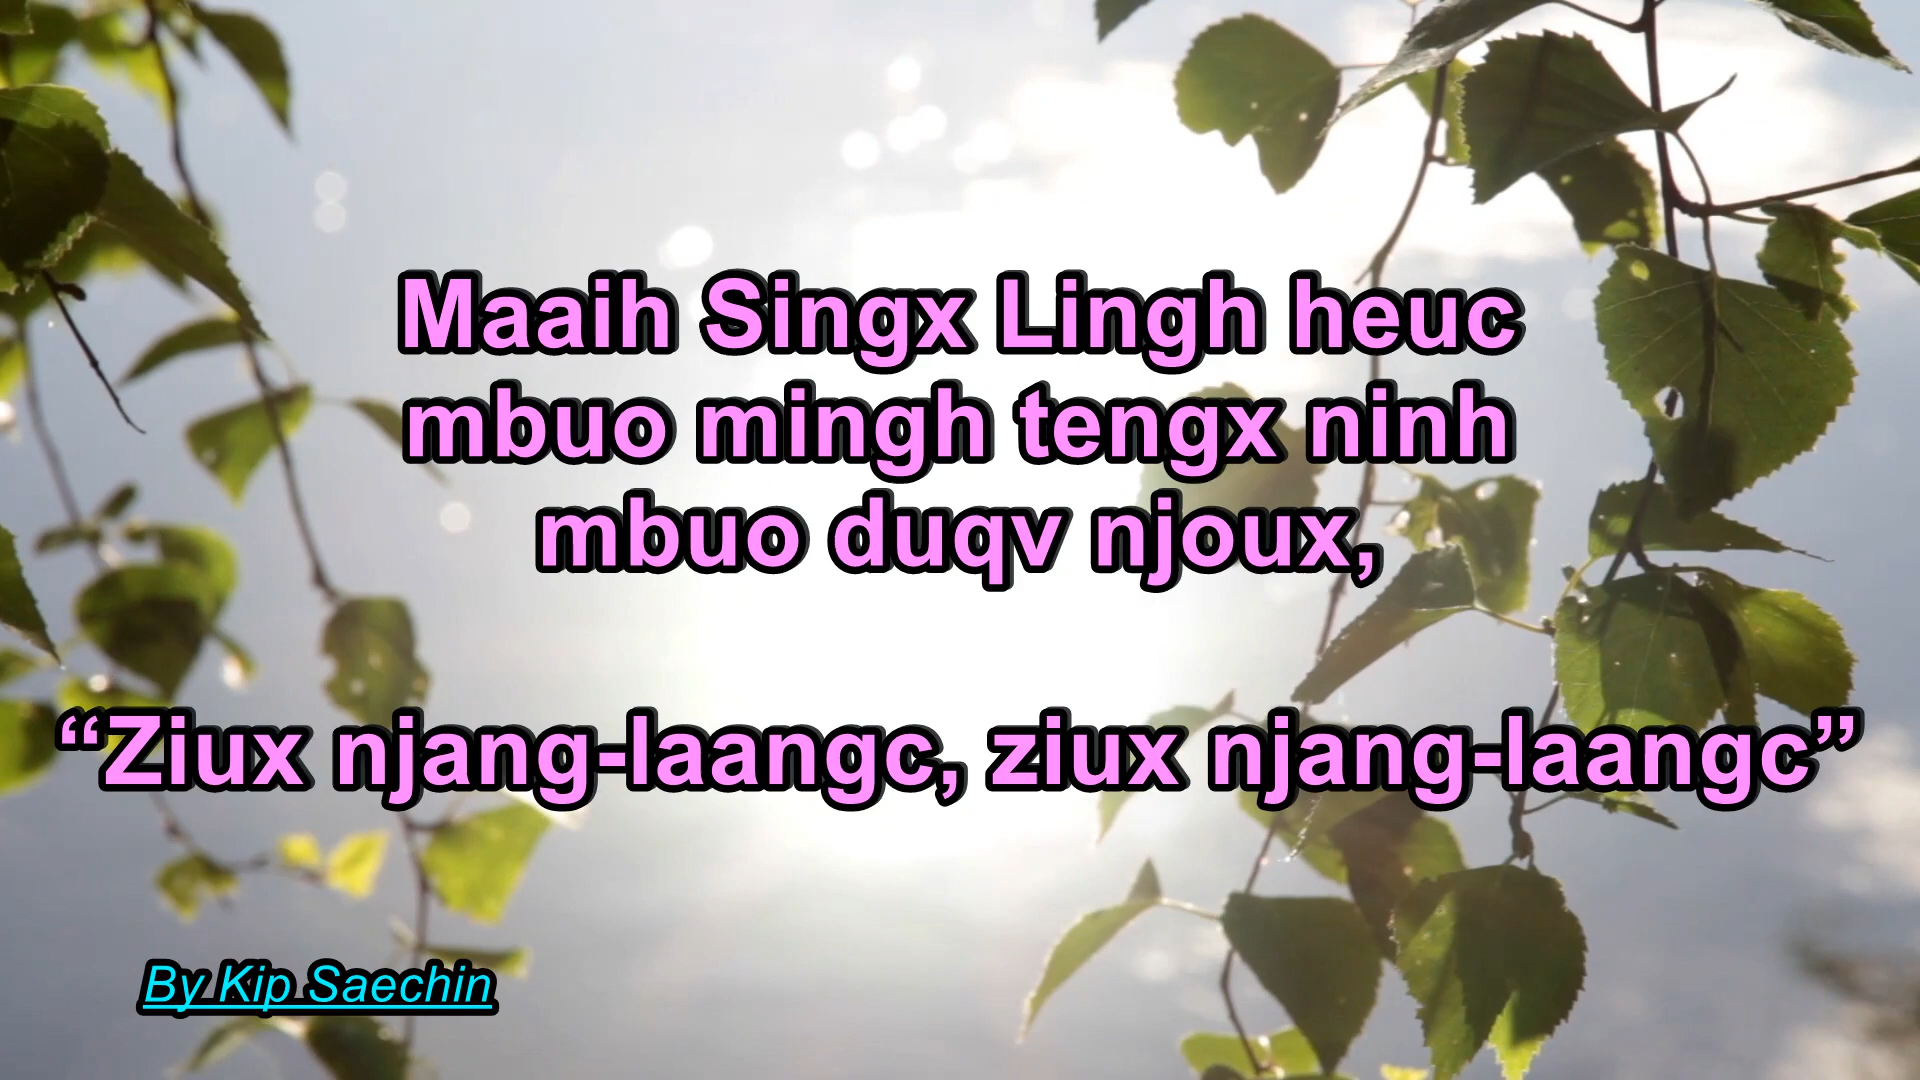 Maaih Singx Lingh heuc
mbuo mingh tengx ninh
mbuo duqv njoux,
“Ziux njang-laangc, ziux njang-laangc”
By Kip Saechin